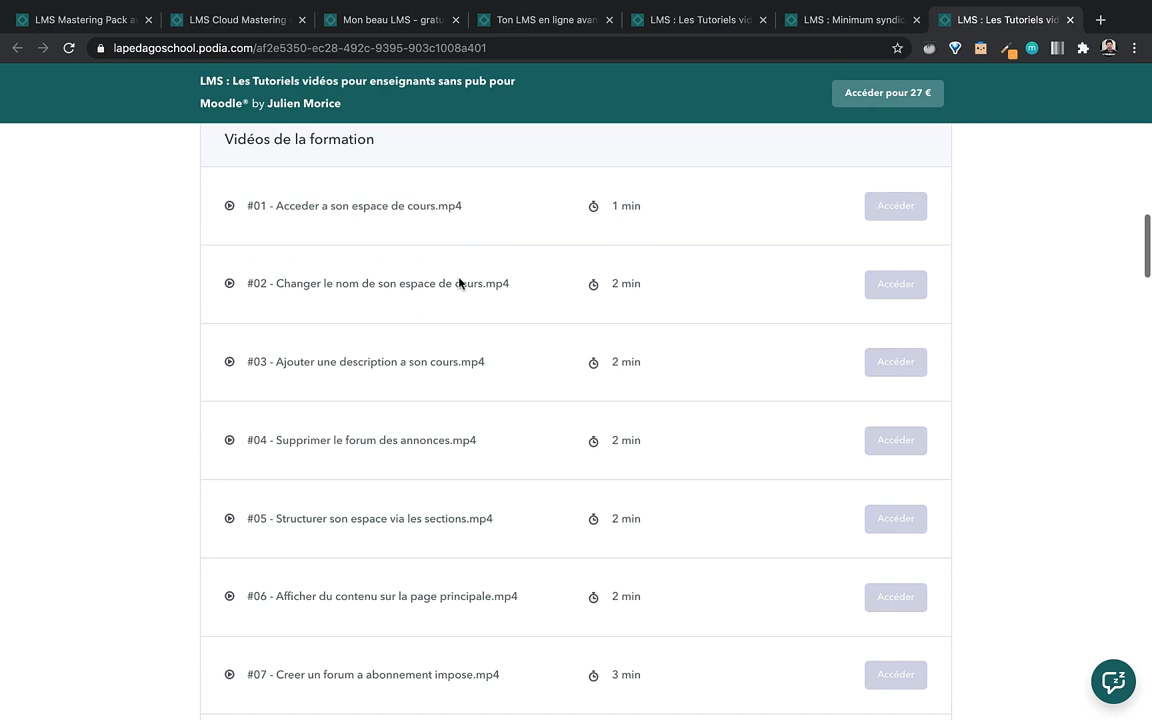 LMS Mastering Pack a
LMS Cloud Mastering
Mon beau LMS - gratu
Ton LMS en ligne avan
LMS : Les Tutoriels vid
LMS : Minimum syndic
LMS : Les Tutoriels vid
lapedagoschool.podia.com/af2e5350-ec28-492c-9395-903c1008a401
LMS : Les Tutoriels vidéos pour enseignants sans pub pour
Moodle® by Julien Morice
Accéder pour 27 €
Vidéos de la formation
#01 - Acceder a son espace de cours.mp4 1 min Accéder
#02 - Changer le nom de son espace de cours.mp4 2 min Accéder
#03 - Ajouter une description a son cours.mp4 2 min Accéder
#04 - Supprimer le forum des annonces.mp4 2 min Accéder
#05 - Structurer son espace via les sections.mp4 2 min Accéder
#06 - Afficher du contenu sur la page principale.mp4 2 min Accéder
#07 - Creer un forum a abonnement impose.mp4 3 min Accéder